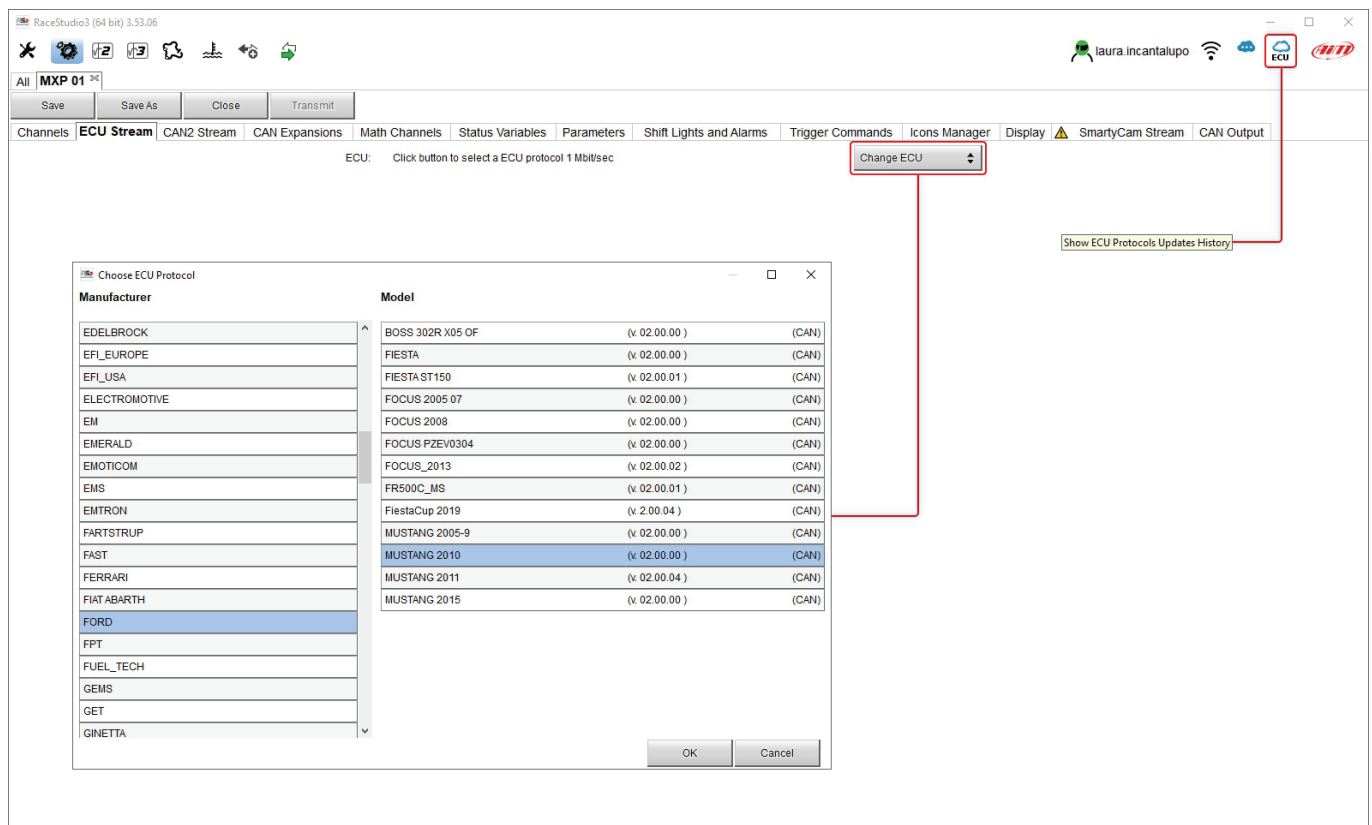 RaceStudio3 (64 bit) 3.53.06
laura.incantalupo ECU AiM
All MXP 01
Save Save As Close Transmit
Channels ECU Stream CAN2 Stream CAN Expansions Math Channels Status Variables Parameters Shift Lights and Alarms Trigger Commands Icons Manager Display SmartyCam Stream CAN Output
ECU: Click button to select a ECU protocol 1 Mbit/sec Change ECU
Show ECU Protocols Updates History
Choose ECU Protocol
Manufacturer Model
EDELBROCK BOSS 302R X05 OF (v. 02.00.00 ) (CAN)
EFI_EUROPE FIESTA (v. 02.00.00 ) (CAN)
EFI_USA FIESTA ST150 (v. 02.00.01 ) (CAN)
ELECTROMOTIVE FOCUS 2005 07 (v. 02.00.00 ) (CAN)
EM FOCUS 2008 (v. 02.00.00 ) (CAN)
EMERALD FOCUS PZEV0304 (v. 02.00.00 ) (CAN)
EMOTICOM FOCUS_2013 (v. 02.00.02 ) (CAN)
EMS FR500C_MS (v. 02.00.01 ) (CAN)
EMTRON FiestaCup 2019 (v. 2.00.04 ) (CAN)
FARTSTRUP MUSTANG 2005-9 (v. 02.00.00 ) (CAN)
FAST MUSTANG 2010 (v. 02.00.00 ) (CAN)
FERRARI MUSTANG 2011 (v. 02.00.04 ) (CAN)
FIAT ABARTH MUSTANG 2015 (v. 02.00.00 ) (CAN)
FORD
FPT
FUEL_TECH
GEMS
GET
GINETTA
OK Cancel